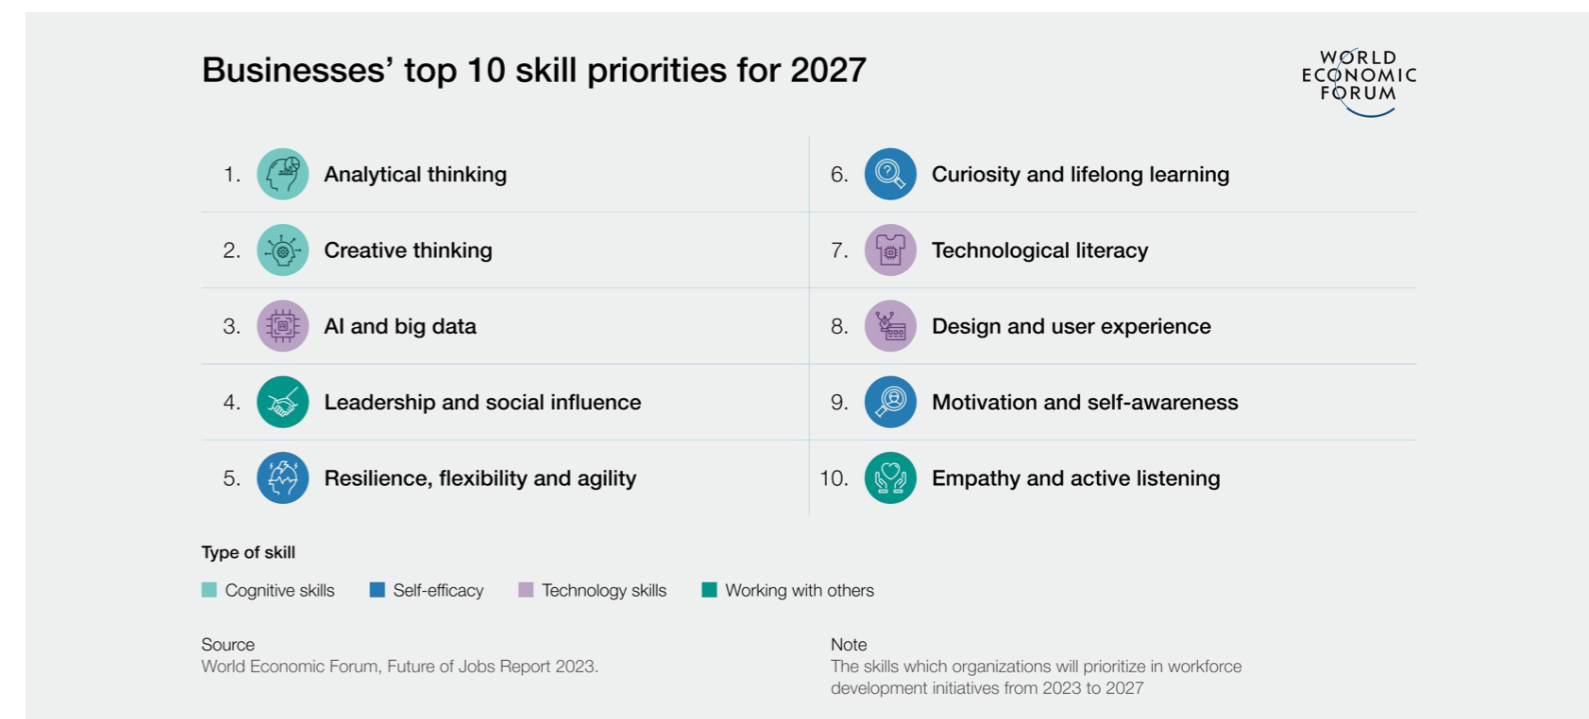 Businesses’ top 10 skill priorities for 2027
WORLD
ECONOMIC
FORUM
1. Analytical thinking
2. Creative thinking
3. AI and big data
4. Leadership and social influence
5. Resilience, flexibility and agility
6. Curiosity and lifelong learning
7. Technological literacy
8. Design and user experience
9. Motivation and self-awareness
10. Empathy and active listening
Type of skill
Cognitive skills Self-efficacy Technology skills Working with others
Source
World Economic Forum, Future of Jobs Report 2023.
Note
The skills which organizations will prioritize in workforce
development initiatives from 2023 to 2027